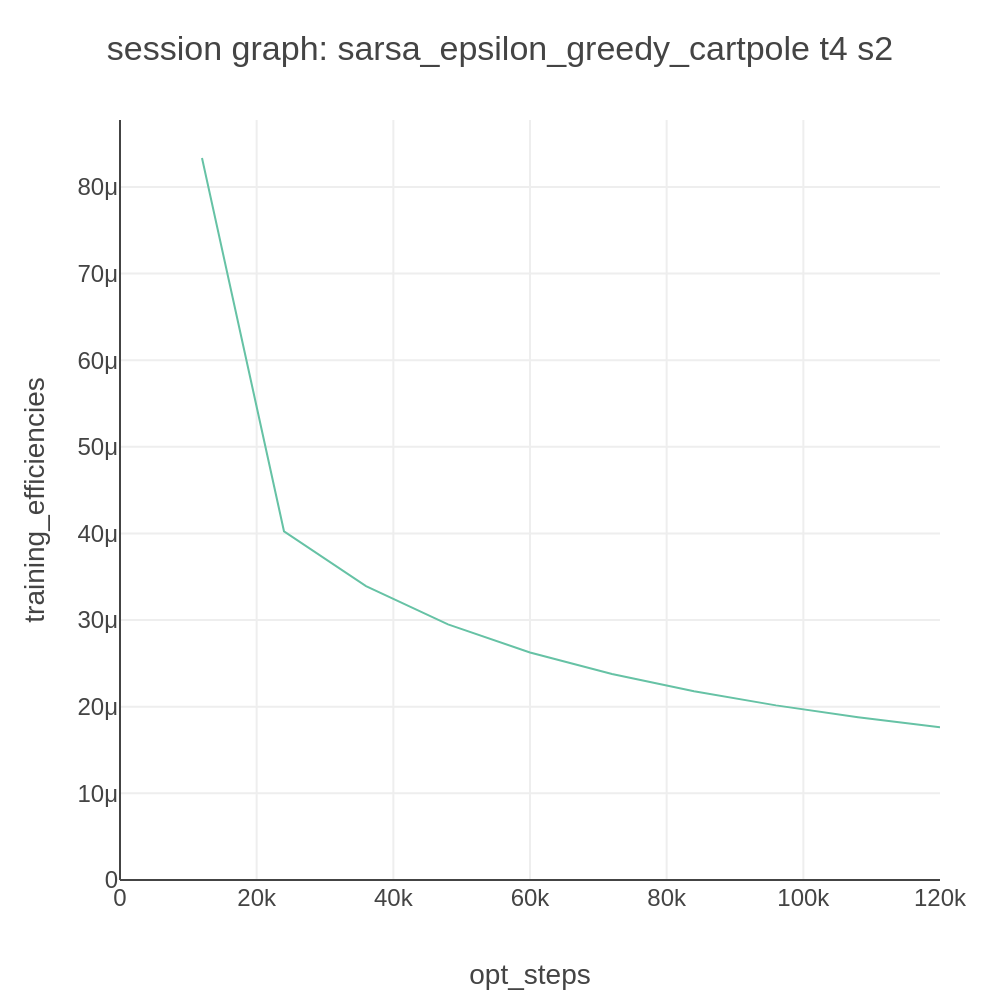 session graph: sarsa_epsilon_greedy_cartpole t4 s2
training_efficiencies
80μ
70μ
60μ
50μ
40μ
30μ
20μ
10μ
0
0 20k 40k 60k 80k 100k 120k
opt_steps